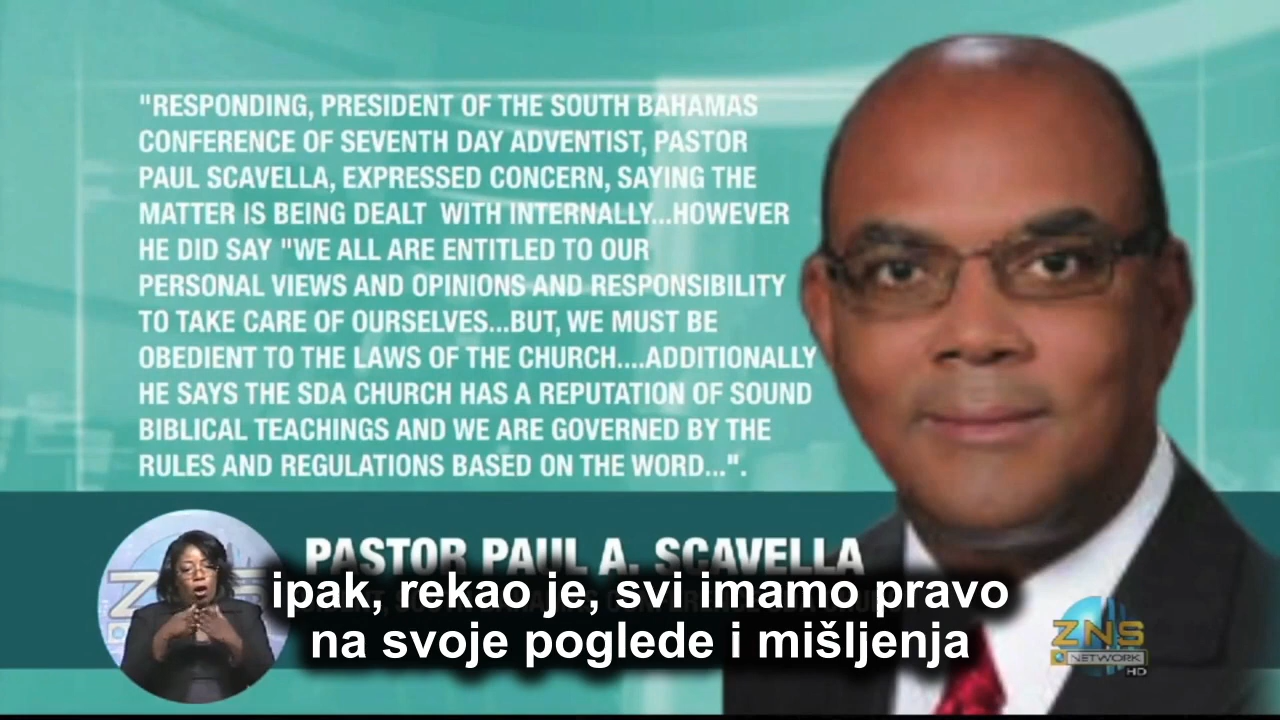 "RESPONDING, PRESIDENT OF THE SOUTH BAHAMAS
CONFERENCE OF SEVENTH DAY ADVENTIST, PASTOR
PAUL SCAVELLA, EXPRESSED CONCERN, SAYING THE
MATTER IS BEING DEALT WITH INTERNALLY...HOWEVER
HE DID SAY "WE ALL ARE ENTITLED TO OUR
PERSONAL VIEWS AND OPINIONS AND RESPONSIBILITY
TO TAKE CARE OF OURSELVES...BUT, WE MUST BE
OBEDIENT TO THE LAWS OF THE CHURCH....ADDITIONALLY
HE SAYS THE SDA CHURCH HAS A REPUTATION OF SOUND
BIBLICAL TEACHINGS AND WE ARE GOVERNED BY THE
RULES AND REGULATIONS BASED ON THE WORD...".
PASTOR PAUL A. SCAVELLA
ipak, rekao je, svi imamo pravo
na svoje poglede i mišljenja
ZNS
NETWORK
HD